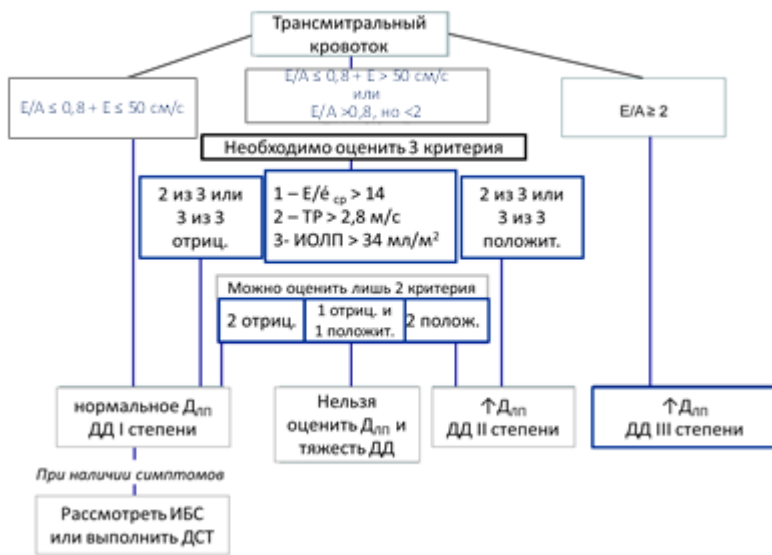 Трансмитральный
кровоток
E/A ≤ 0,8 + E ≤ 50 см/с
E/A ≤ 0,8 + E > 50 см/с
или
E/A >0,8, но <2
E/A ≥ 2
Необходимо оценить 3 критерия
2 из 3 или
3 из 3
отриц.
1 – E/é ср > 14
2 – ТР > 2,8 м/с
3- ИОЛП > 34 мл/м²
2 из 3 или
3 из 3
положит.
Можно оценить лишь 2 критерия
2 отриц.
1 отриц. и
1 положит.
2 полож.
нормальное ДЛП
ДД I степени
Нельзя
оценить ДЛП и
тяжесть ДД
↑ДЛП
ДД II степени
↑ДЛП
ДД III степени
При наличии симптомов
Рассмотреть ИБС
или выполнить ДСТ